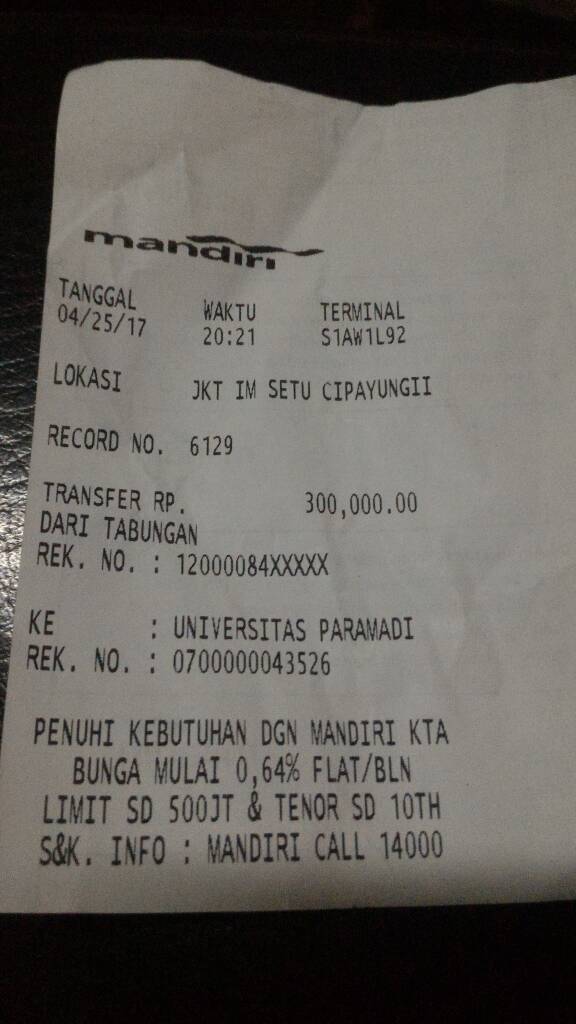 mandiri
TANGGAL WAKTU TERMINAL
04/25/17 20:21 S1AW1L92
LOKASI JKT IM SETU CIPAYUNGII
RECORD NO. 6129
TRANSFER RP. 300,000.00
DARI TABUNGAN
REK. NO. : 12000084XXXXX
KE : UNIVERSITAS PARAMADI
REK. NO. : 0700000043526
PENUHI KEBUTUHAN DGN MANDIRI KTA
BUNGA MULAI 0,64% FLAT/BLN
LIMIT SD 500JT & TENOR SD 10TH
S&K. INFO : MANDIRI CALL 14000